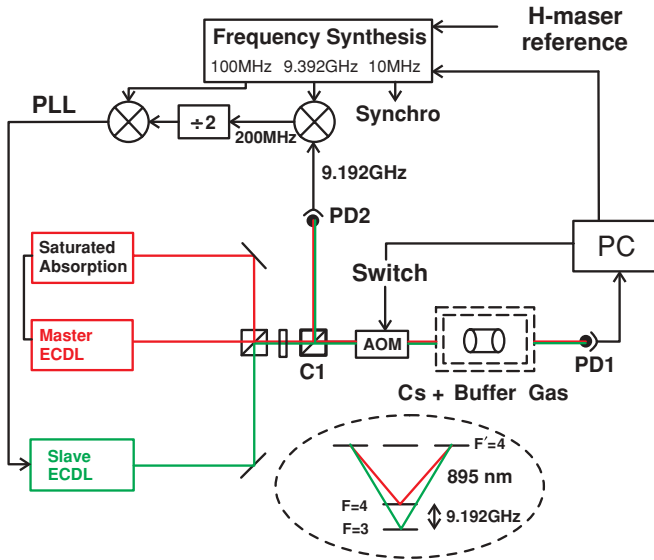 H-maser
reference
Frequency Synthesis
100MHz 9.392GHz 10MHz
PLL
÷2
200MHz
Synchro
9.192GHz
PD2
PC
Saturated
Absorption
Switch
Master
ECDL
AOM
C1
PD1
Cs + Buffer Gas
Slave
ECDL
F'=4
895 nm
F=4
9.192GHz
F=3